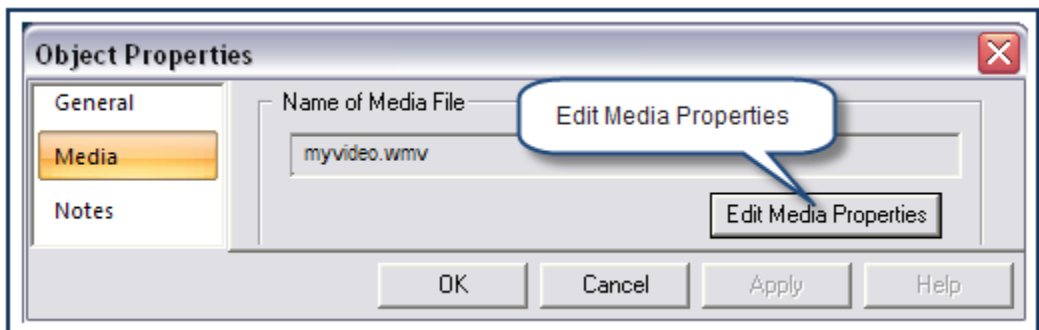 Object Properties
General
Media
Notes
Name of Media File
Edit Media Properties
myvideo.wmv
Edit Media Properties
OK
Cancel
Apply
Help